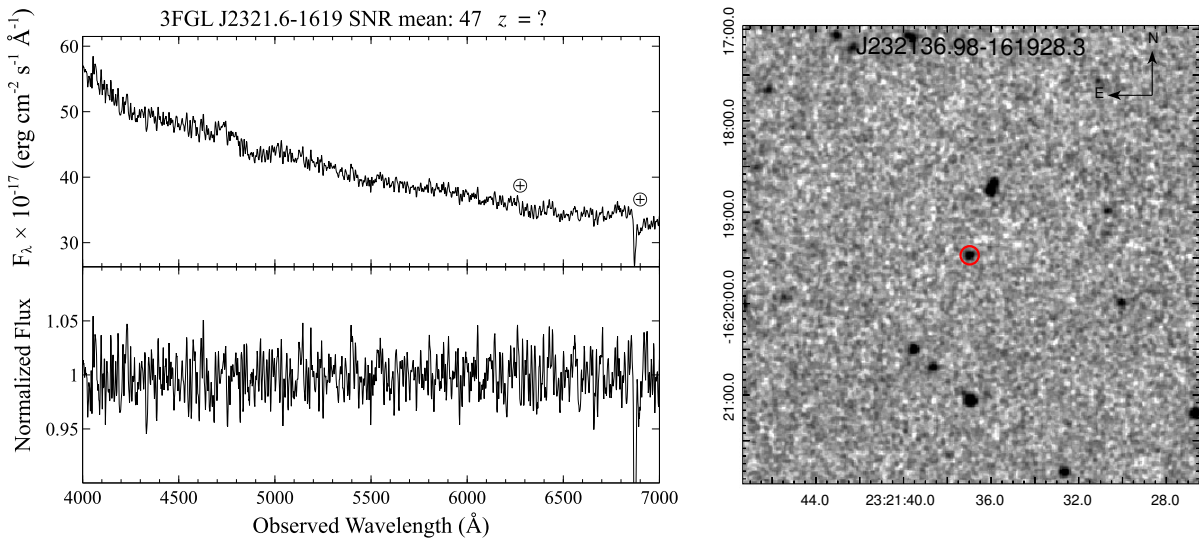 3FGL J2321.6-1619 SNR mean: 47 z = ?
F_λ × 10⁻¹⁷ (erg cm⁻² s⁻¹ Å⁻¹)
60
50
40
30
⊕
⊕
Normalized Flux
1.05
1
0.95
4000 4500 5000 5500 6000 6500 7000
Observed Wavelength (Å)
J232136.98-161928.3
N
E
17:00.0
18:00.0
19:00.0
-16:20:00.0
21:00.0
44.0 23:21:40.0 36.0 32.0 28.0